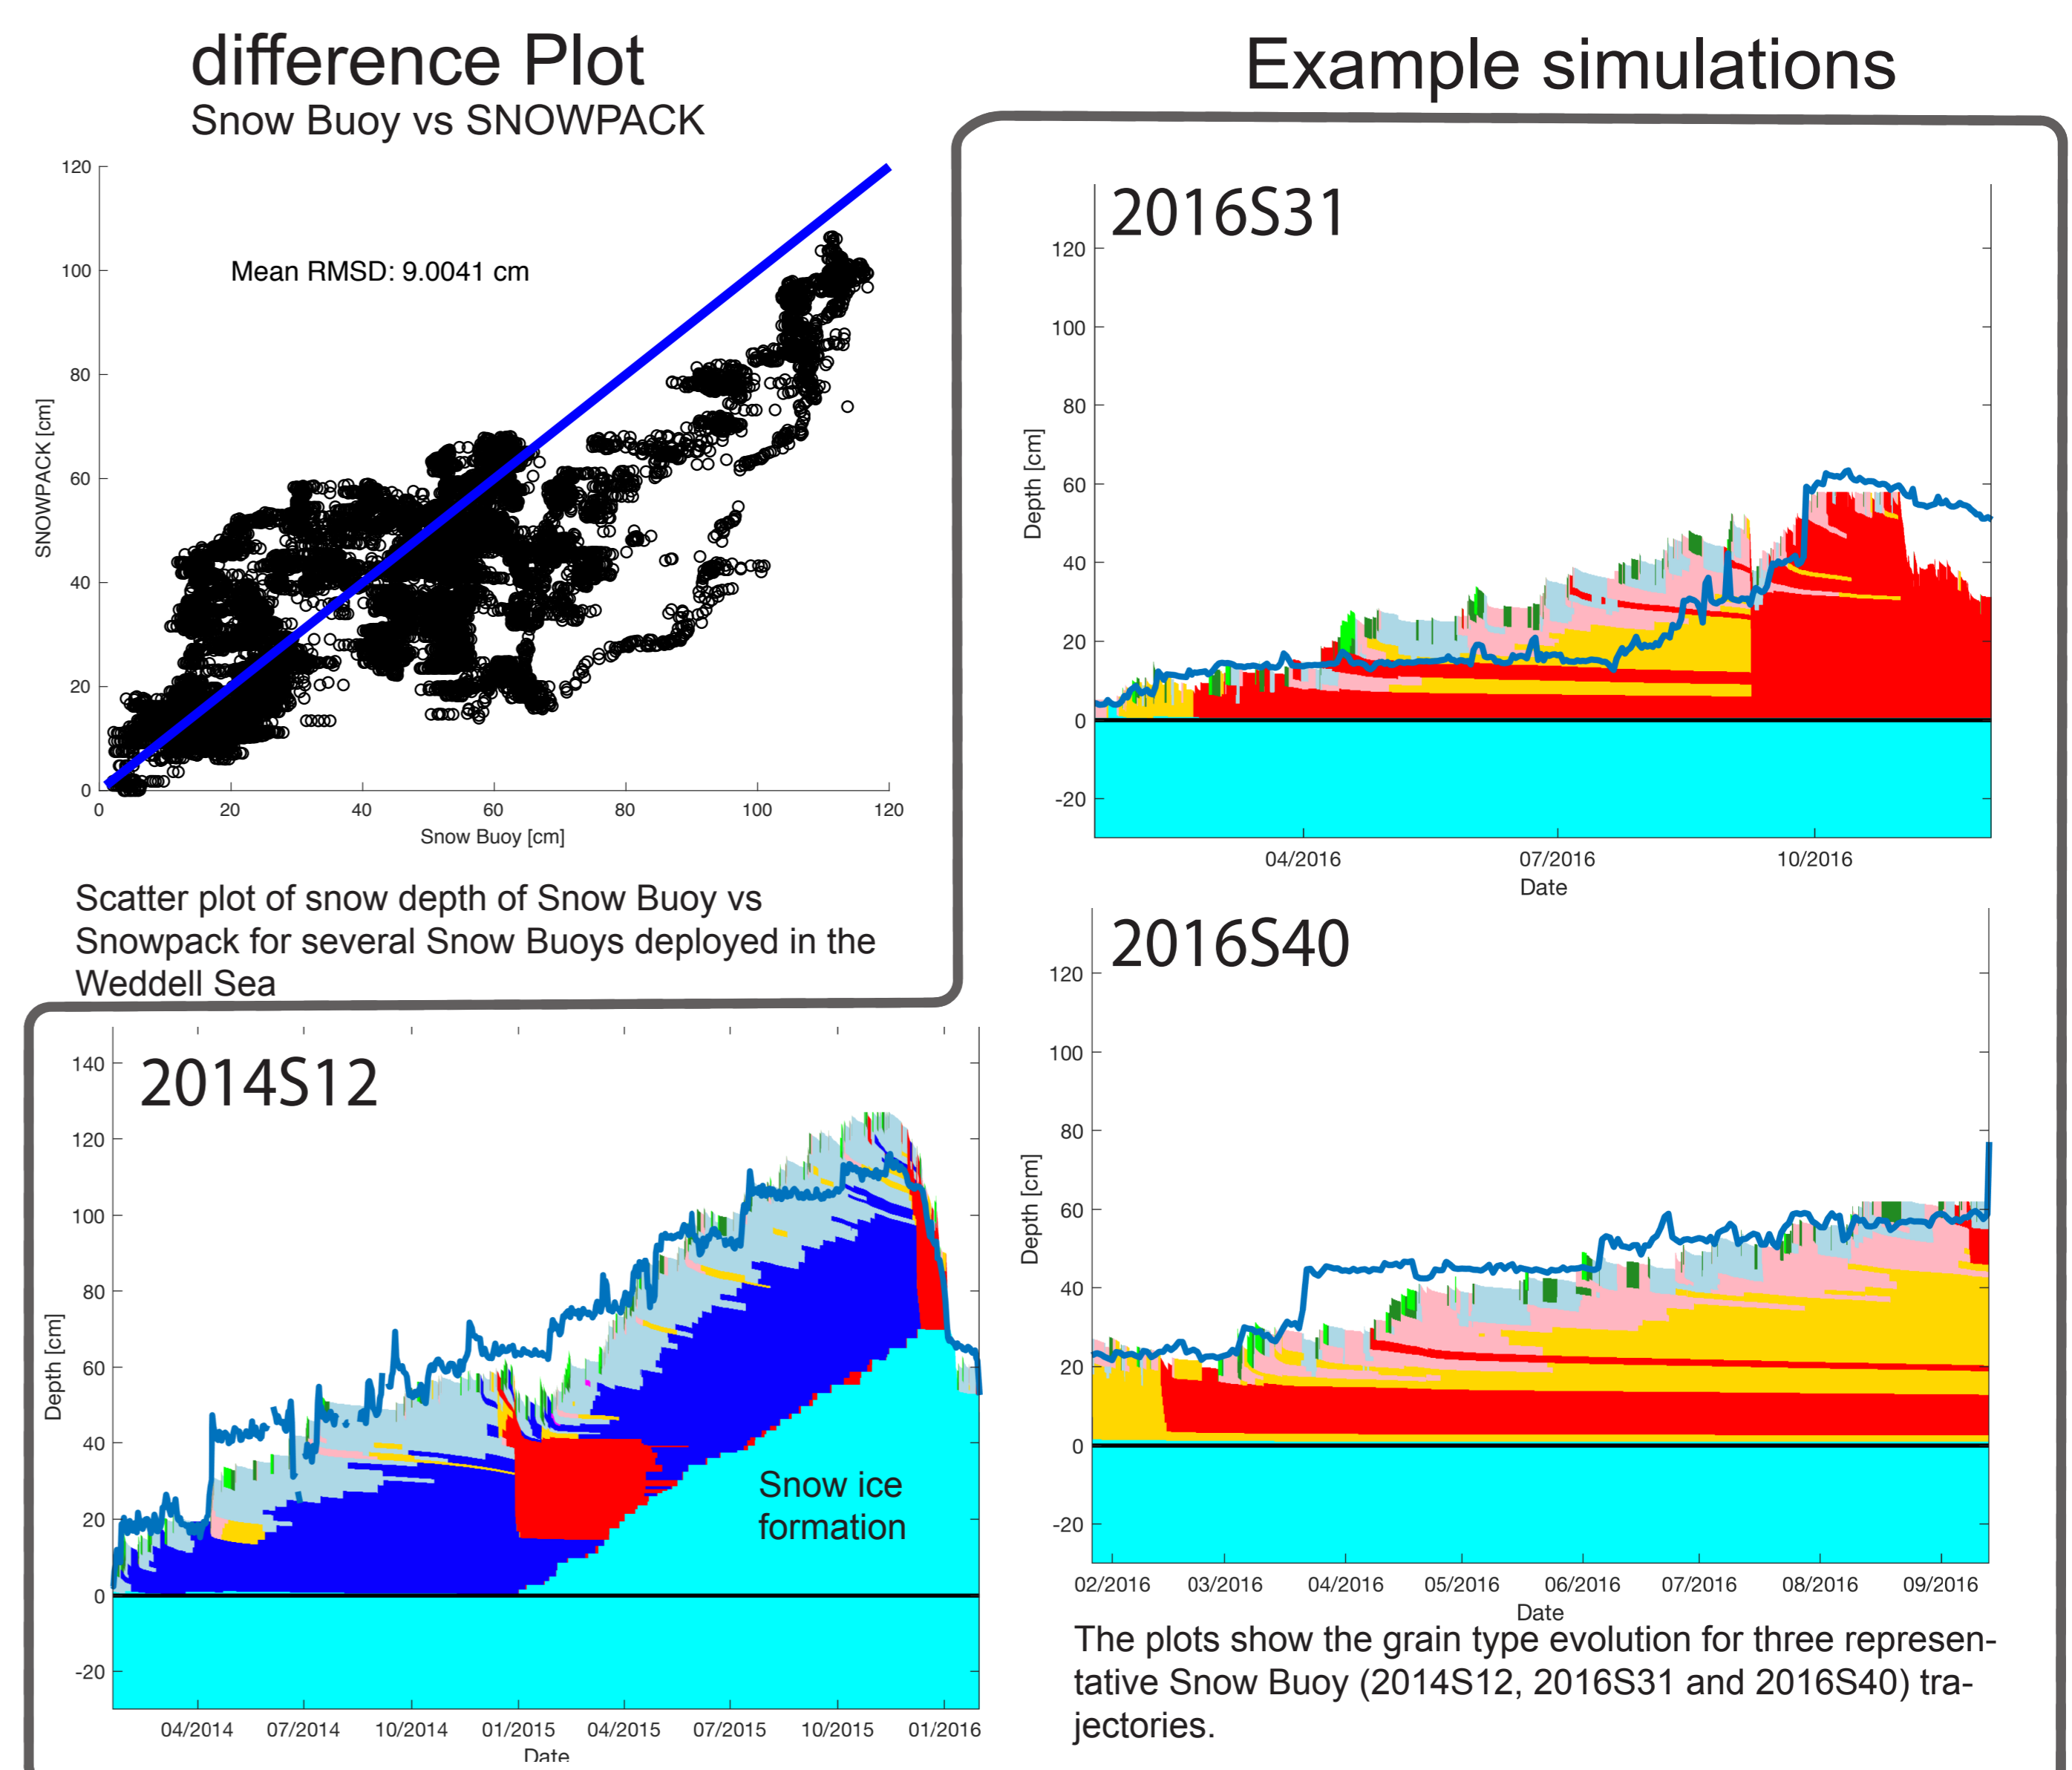 difference Plot
Snow Buoy vs SNOWPACK
120
100
80
60
40
20
0
SNOWPACK [cm]
Mean RMSD: 9.0041 cm
0 20 40 60 80 100 120
Snow Buoy [cm]
Scatter plot of snow depth of Snow Buoy vs
Snowpack for several Snow Buoys deployed in the
Weddell Sea
Example simulations
2016S31
120
100
80
60
40
20
0
-20
Depth [cm]
04/2016 07/2016 10/2016
Date
2014S12
140
120
100
80
60
40
20
0
-20
Depth [cm]
Snow ice
formation
04/2014 07/2014 10/2014 01/2015 04/2015 07/2015 10/2015 01/2016
Date
2016S40
120
100
80
60
40
20
0
-20
Depth [cm]
02/2016 03/2016 04/2016 05/2016 06/2016 07/2016 08/2016 09/2016
Date
The plots show the grain type evolution for three represen-
tative Snow Buoy (2014S12, 2016S31 and 2016S40) tra-
jectories.